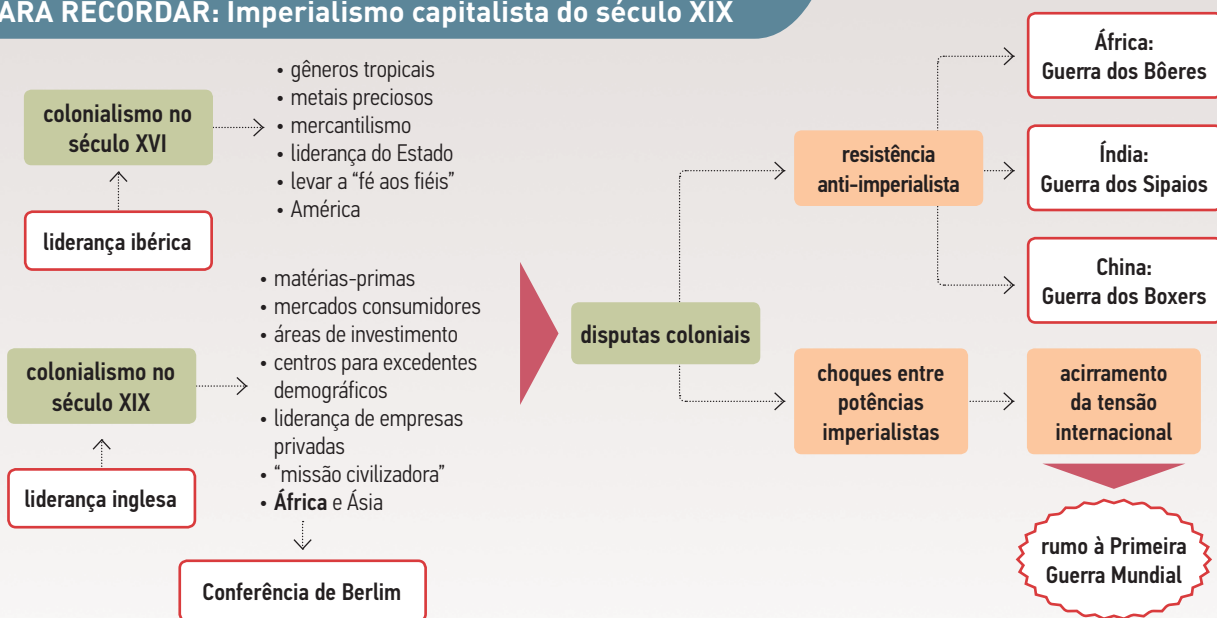 ARA RECORDAR: Imperialismo capitalista do século XIX
colonialismo no
século XVI
liderança ibérica
• gêneros tropicais
• metais preciosos
• mercantilismo
• liderança do Estado
• levar a “fé aos fiéis”
• América
colonialismo no
século XIX
liderança inglesa
• matérias-primas
• mercados consumidores
• áreas de investimento
• centros para excedentes
demográficos
• liderança de empresas
privadas
• “missão civilizadora”
• África e Ásia
Conferência de Berlim
disputas coloniais
resistência
anti-imperialista
África:
Guerra dos Bôeres
Índia:
Guerra dos Sipaios
China:
Guerra dos Boxers
choques entre
potências
imperialistas
acirramento
da tensão
internacional
rumo à Primeira
Guerra Mundial